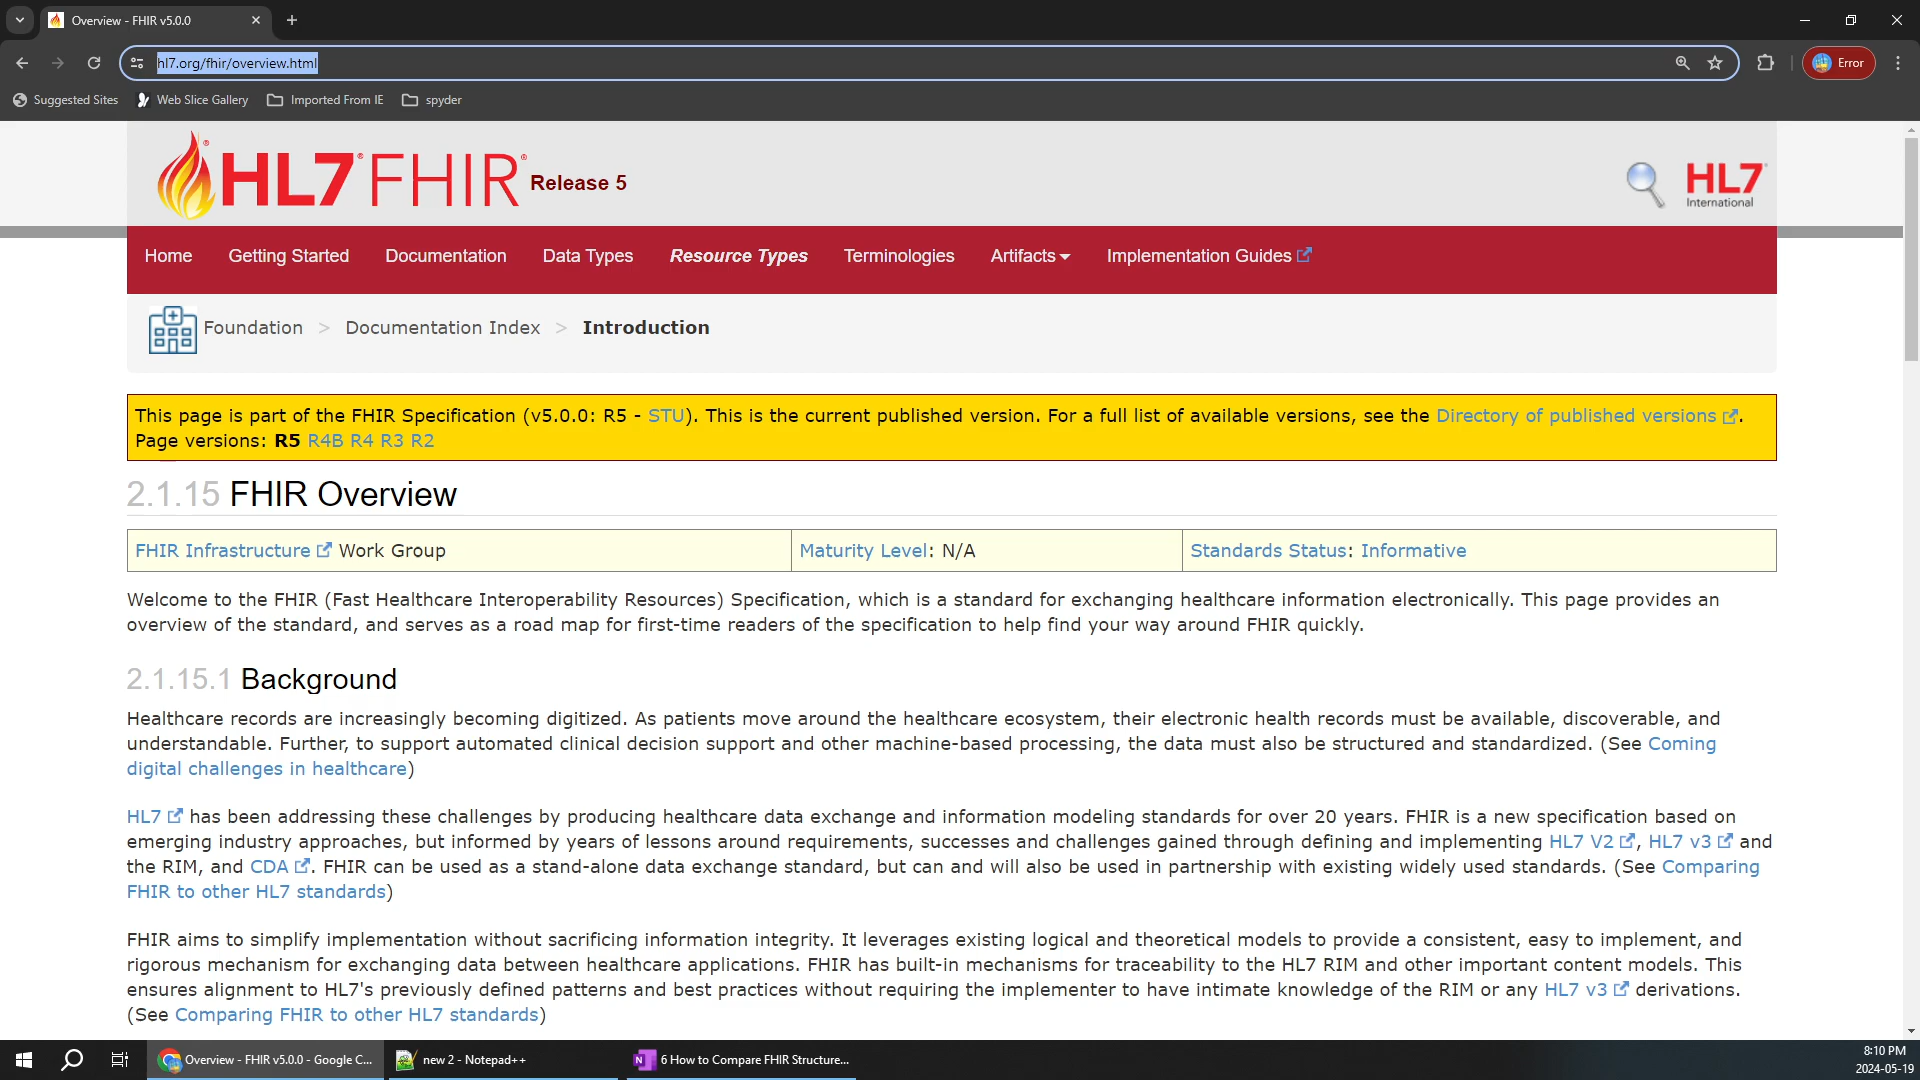 Overview - FHIR v5.0.0
hl7.org/fhir/overview.html
Error
Suggested Sites
Web Slice Gallery
Imported From IE
spyder
HL7® FHIR® Release 5
HL7®
International
Home
Getting Started
Documentation
Data Types
Resource Types
Terminologies
Artifacts
Implementation Guides
Foundation > Documentation Index > Introduction
This page is part of the FHIR Specification (v5.0.0: R5 - STU). This is the current published version. For a full list of available versions, see the Directory of published versions.
Page versions: R5 R4B R4 R3 R2
2.1.15 FHIR Overview
FHIR Infrastructure Work Group
Maturity Level: N/A
Standards Status: Informative
Welcome to the FHIR (Fast Healthcare Interoperability Resources) Specification, which is a standard for exchanging healthcare information electronically. This page provides an
overview of the standard, and serves as a road map for first-time readers of the specification to help find your way around FHIR quickly.
2.1.15.1 Background
Healthcare records are increasingly becoming digitized. As patients move around the healthcare ecosystem, their electronic health records must be available, discoverable, and
understandable. Further, to support automated clinical decision support and other machine-based processing, the data must also be structured and standardized. (See Coming
digital challenges in healthcare)
HL7 has been addressing these challenges by producing healthcare data exchange and information modeling standards for over 20 years. FHIR is a new specification based on
emerging industry approaches, but informed by years of lessons around requirements, successes and challenges gained through defining and implementing HL7 V2, HL7 v3 and
the RIM, and CDA. FHIR can be used as a stand-alone data exchange standard, but can and will also be used in partnership with existing widely used standards. (See Comparing
FHIR to other HL7 standards)
FHIR aims to simplify implementation without sacrificing information integrity. It leverages existing logical and theoretical models to provide a consistent, easy to implement, and
rigorous mechanism for exchanging data between healthcare applications. FHIR has built-in mechanisms for traceability to the HL7 RIM and other important content models. This
ensures alignment to HL7's previously defined patterns and best practices without requiring the implementer to have intimate knowledge of the RIM or any HL7 v3 derivations.
(See Comparing FHIR to other HL7 standards)
Overview - FHIR v5.0.0 - Google C...
new 2 - Notepad++
6 How to Compare FHIR Structure...
8:10 PM
2024-05-19